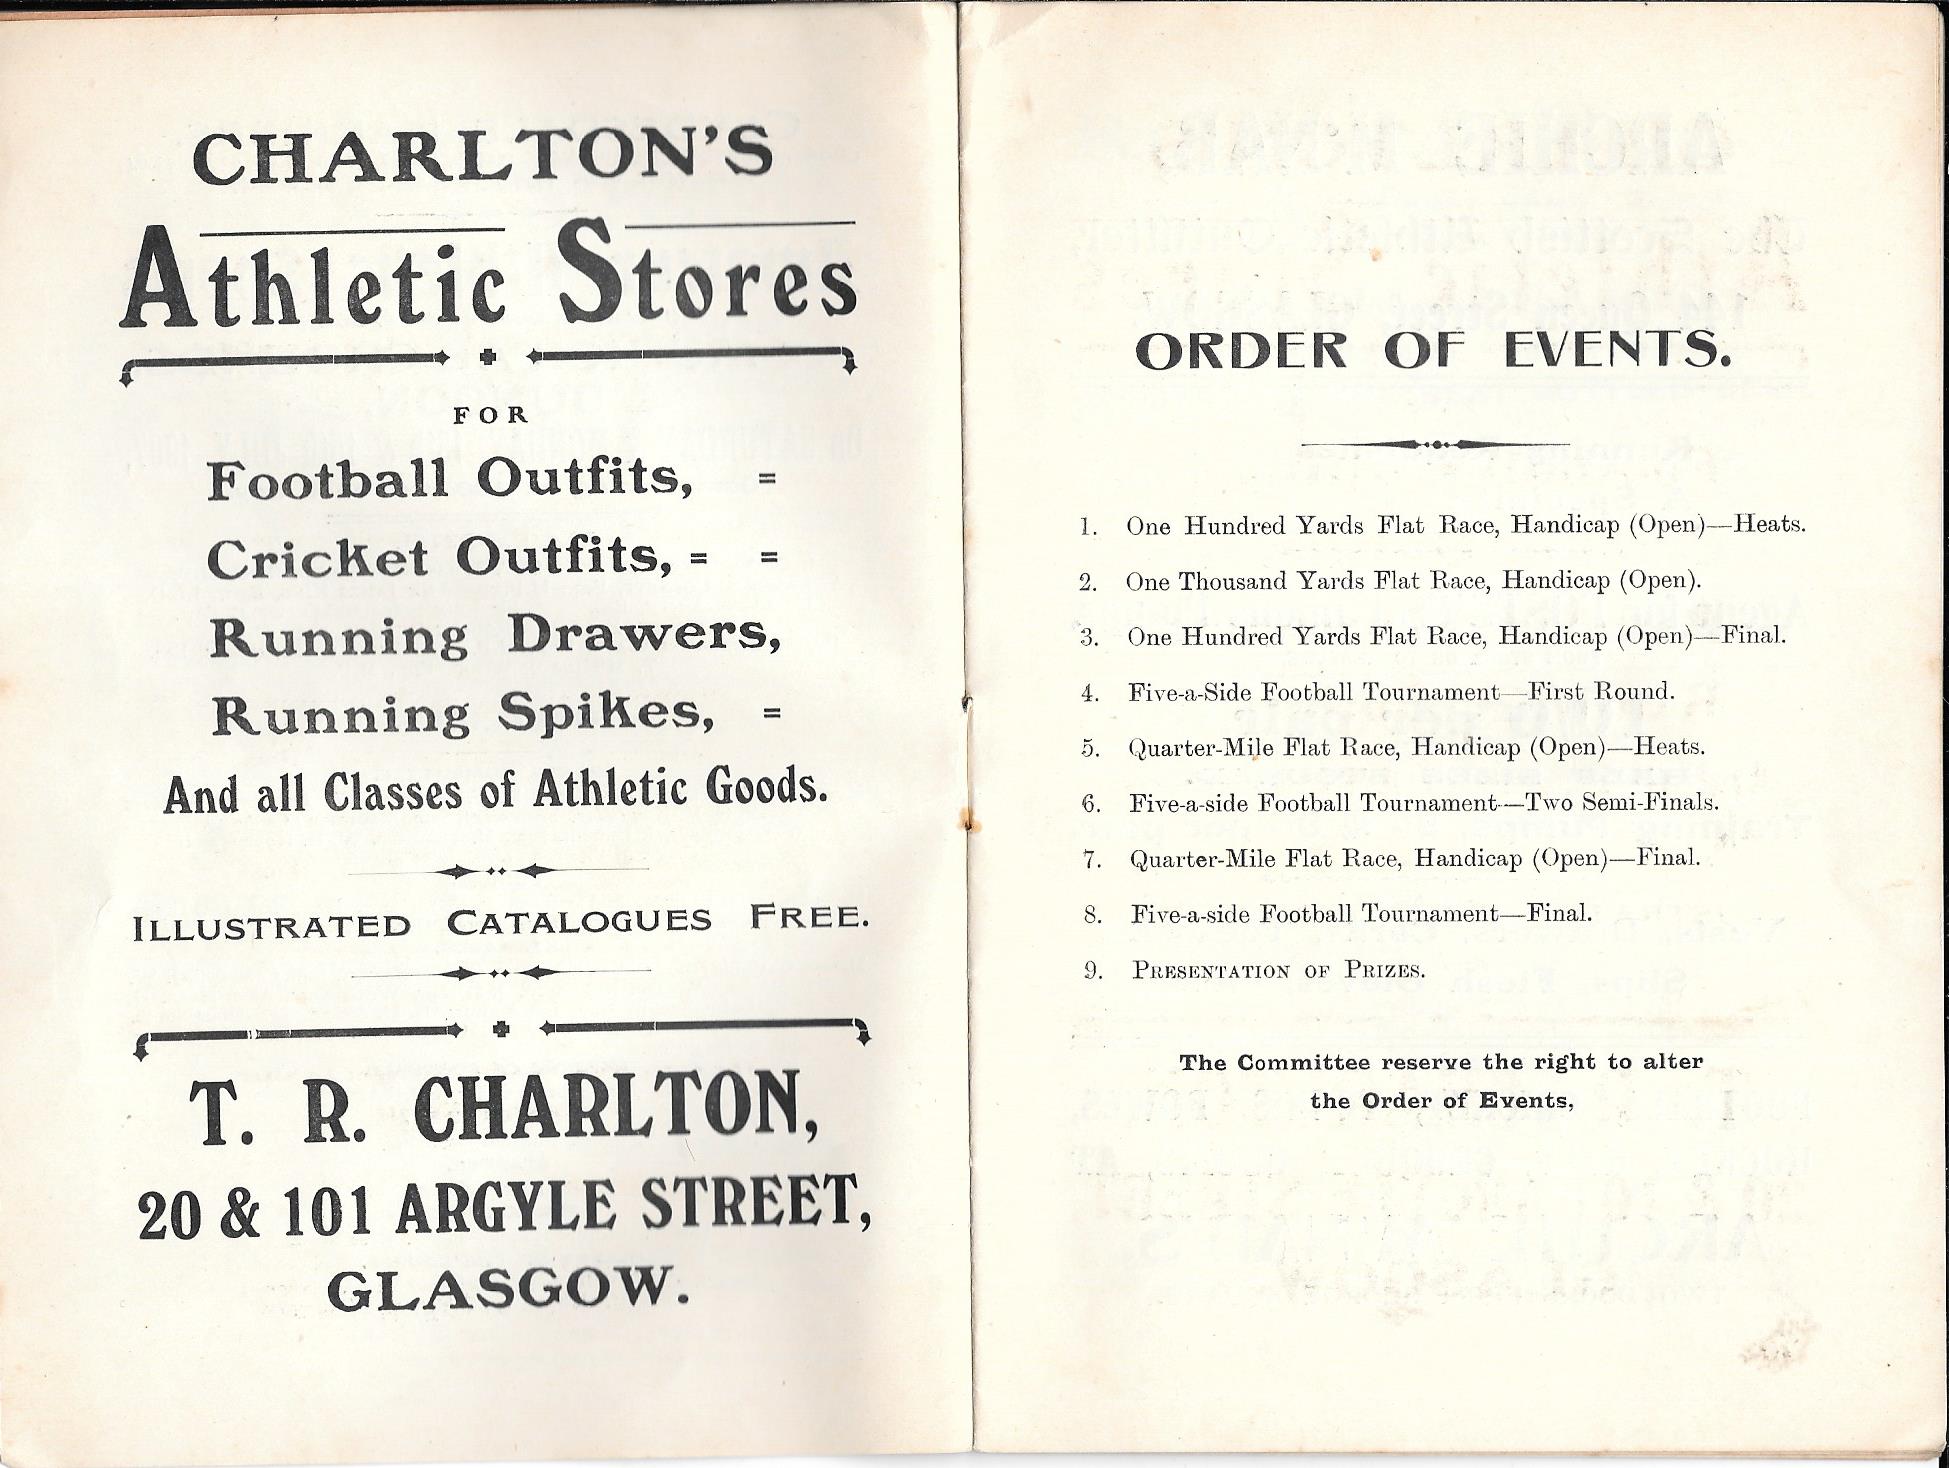 CHARLTON'S
Athletic Stores
FOR
Football Outfits, =
Cricket Outfits, = =
Running Drawers,
Running Spikes, =
And all Classes of Athletic Goods.
ILLUSTRATED CATALOGUES FREE.
T. R. CHARLTON,
20 & 101 ARGYLE STREET,
GLASGOW.
ORDER OF EVENTS.
1. One Hundred Yards Flat Race, Handicap (Open)—Heats.
2. One Thousand Yards Flat Race, Handicap (Open).
3. One Hundred Yards Flat Race, Handicap (Open)—Final.
4. Five-a-Side Football Tournament—First Round.
5. Quarter-Mile Flat Race, Handicap (Open)—Heats.
6. Five-a-side Football Tournament—Two Semi-Finals.
7. Quarter-Mile Flat Race, Handicap (Open)—Final.
8. Five-a-side Football Tournament—Final.
9. PRESENTATION OF PRIZES.
The Committee reserve the right to alter
the Order of Events,